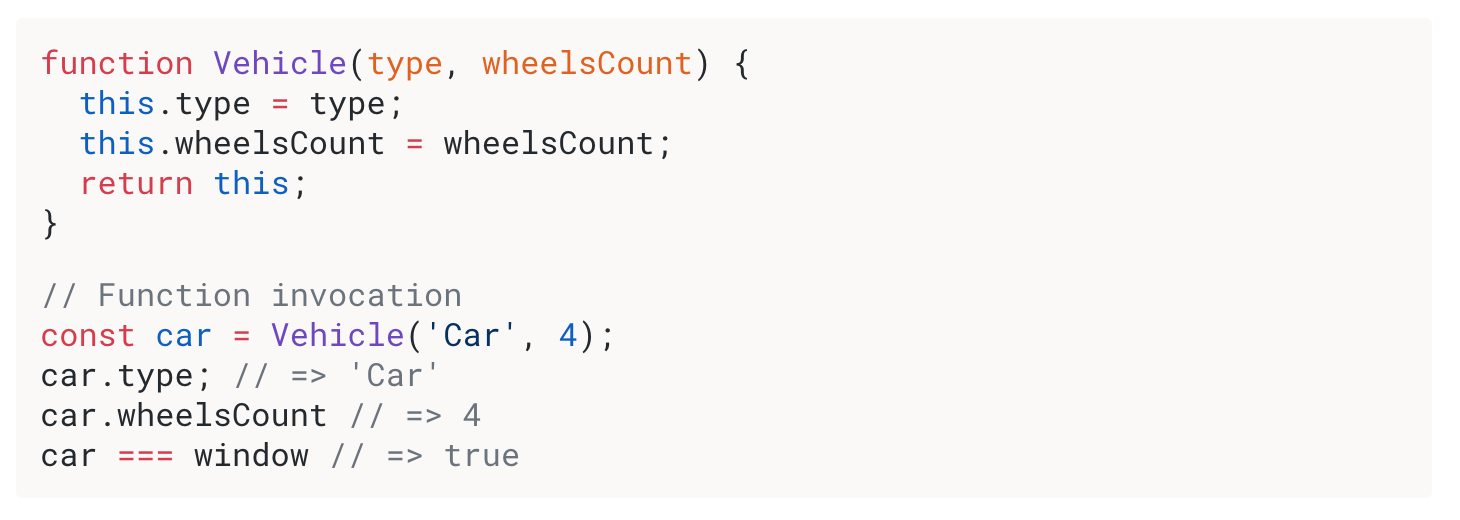 function Vehicle(type, wheelsCount) {
  this.type = type;
  this.wheelsCount = wheelsCount;
  return this;
}

// Function invocation
const car = Vehicle('Car', 4);
car.type; // => 'Car'
car.wheelsCount // => 4
car === window // => true